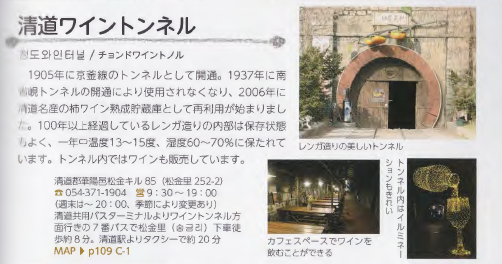 清道ワイントンネル
청도와인터널 / チョンドワイントノル
1905年に京釜線のトンネルとして開通。1937年に南
省峴トンネルの開通により使用されなくなり、2006年に
清道名産の柿ワイン熟成貯蔵庫として再利用が始まりまし
た。100年以上経過しているレンガ造りの内部は保存状態
もよく、一年中温度13〜15度、湿度60〜70%に保たれて
います。トンネル内ではワインも販売しています。
清道郡華陽邑松金キル 85（松金里 252-2）
☎ 054-371-1904 営 9：30〜19：00
（週末は〜20：00、季節により変更あり）
清道共用バスターミナルよりワイントンネル方
面行きの7番バスで松金里（송금리）下車徒
歩約8分。清道駅よりタクシーで約20分
MAP ▶ p109 C-1
レンガ造りの美しいトンネル
カフェスペースでワインを
飲むことができる
トンネル内はイルミネー
ションもきれい